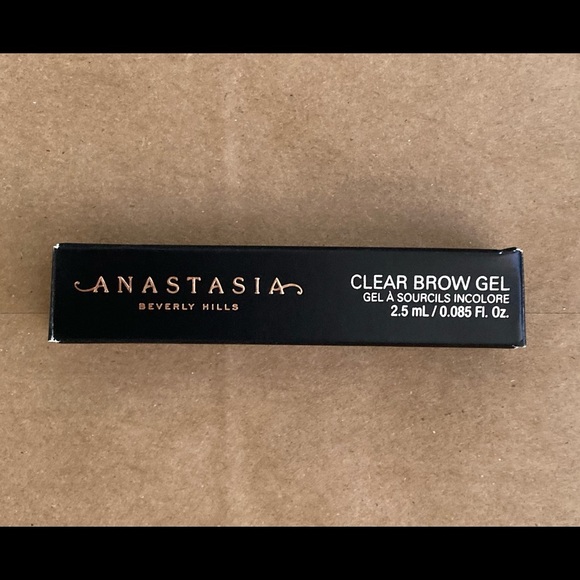 ANASTASIA
BEVERLY HILLS
CLEAR BROW GEL
GEL À SOURCILS INCOLORE
2.5 mL / 0.085 Fl. Oz.